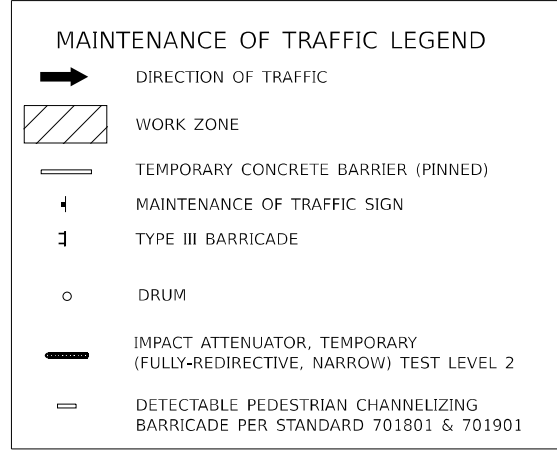 MAINTENANCE OF TRAFFIC LEGEND
DIRECTION OF TRAFFIC
WORK ZONE
TEMPORARY CONCRETE BARRIER (PINNED)
MAINTENANCE OF TRAFFIC SIGN
TYPE III BARRICADE
DRUM
IMPACT ATTENUATOR, TEMPORARY
(FULLY-REDIRECTIVE, NARROW) TEST LEVEL 2
DETECTABLE PEDESTRIAN CHANNELIZING
BARRICADE PER STANDARD 701801 & 701901